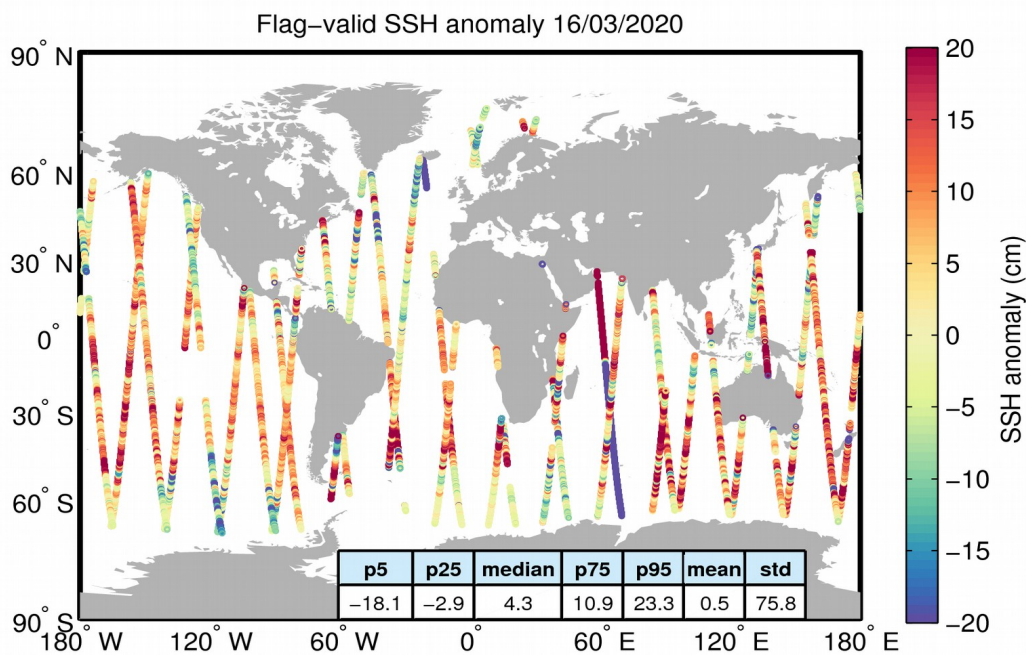 Flag−valid SSH anomaly 16/03/2020
90° N
60° N
30° N
0°
30° S
60° S
90° S
180° W 120° W 60° W 0° 60° E 120° E 180° E
p5 p25 median p75 p95 mean std
−18.1 −2.9 4.3 10.9 23.3 0.5 75.8
20
15
10
5
0
−5
−10
−15
−20
SSH anomaly (cm)